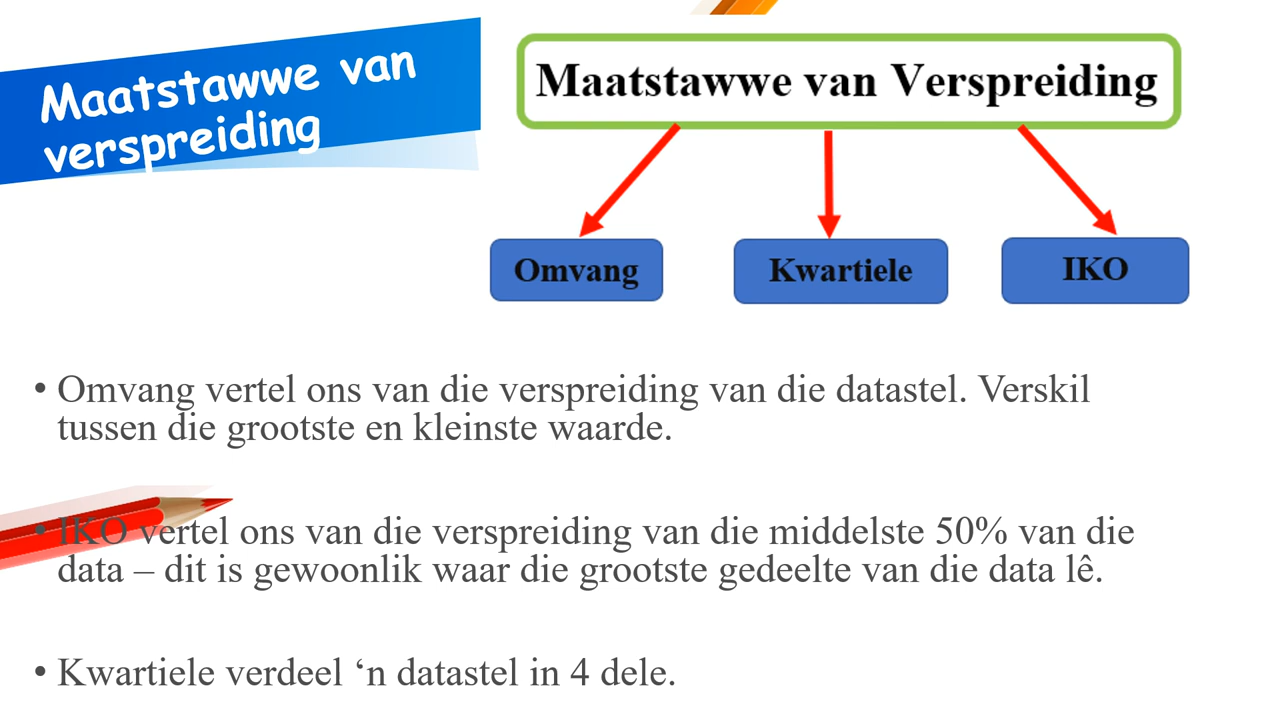 Maatstawwe van
verspreiding
Maatstawwe van Verspreiding
Omvang
Kwartiele
IKO
• Omvang vertel ons van die verspreiding van die datastel. Verskil
tussen die grootste en kleinste waarde.
• IKO vertel ons van die verspreiding van die middelste 50% van die
data – dit is gewoonlik waar die grootste gedeelte van die data lê.
• Kwartiele verdeel ‘n datastel in 4 dele.